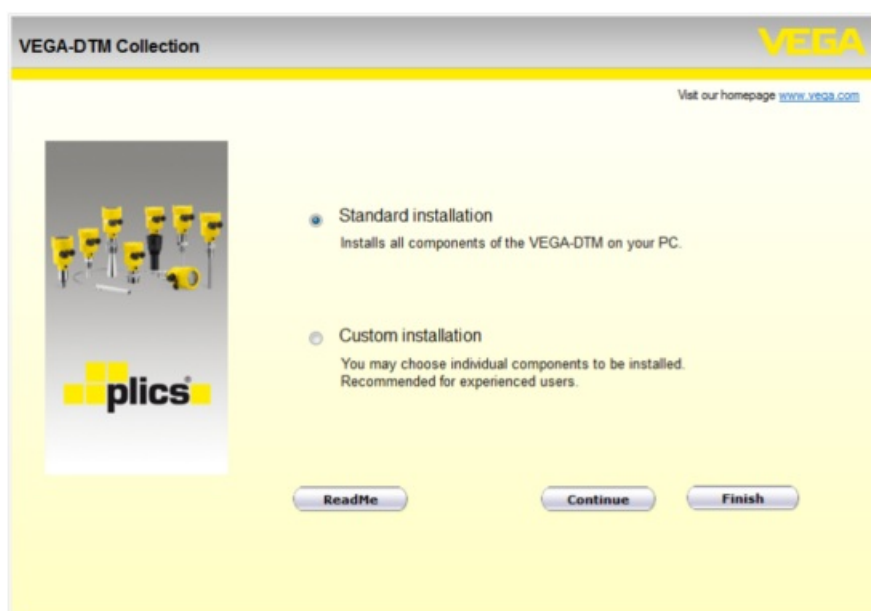 VEGA-DTM Collection
VEGA
Visit our homepage www.vega.com
Standard installation
Installs all components of the VEGA-DTM on your PC.
Custom installation
You may choose individual components to be installed.
Recommended for experienced users.
plics®
ReadMe
Continue
Finish